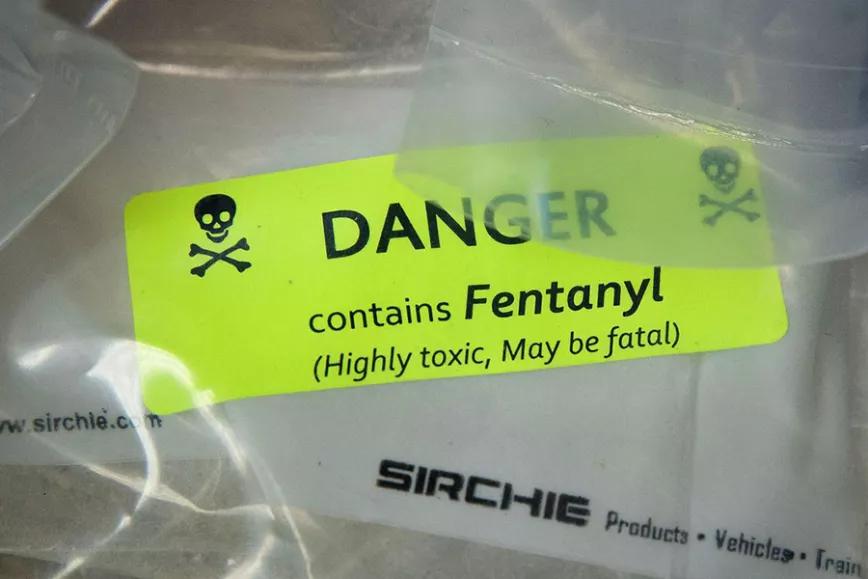 DANGER
contains Fentanyl
(Highly toxic, May be fatal)
www.sirchie.com
SIRCHIE Products • Vehicles • Train